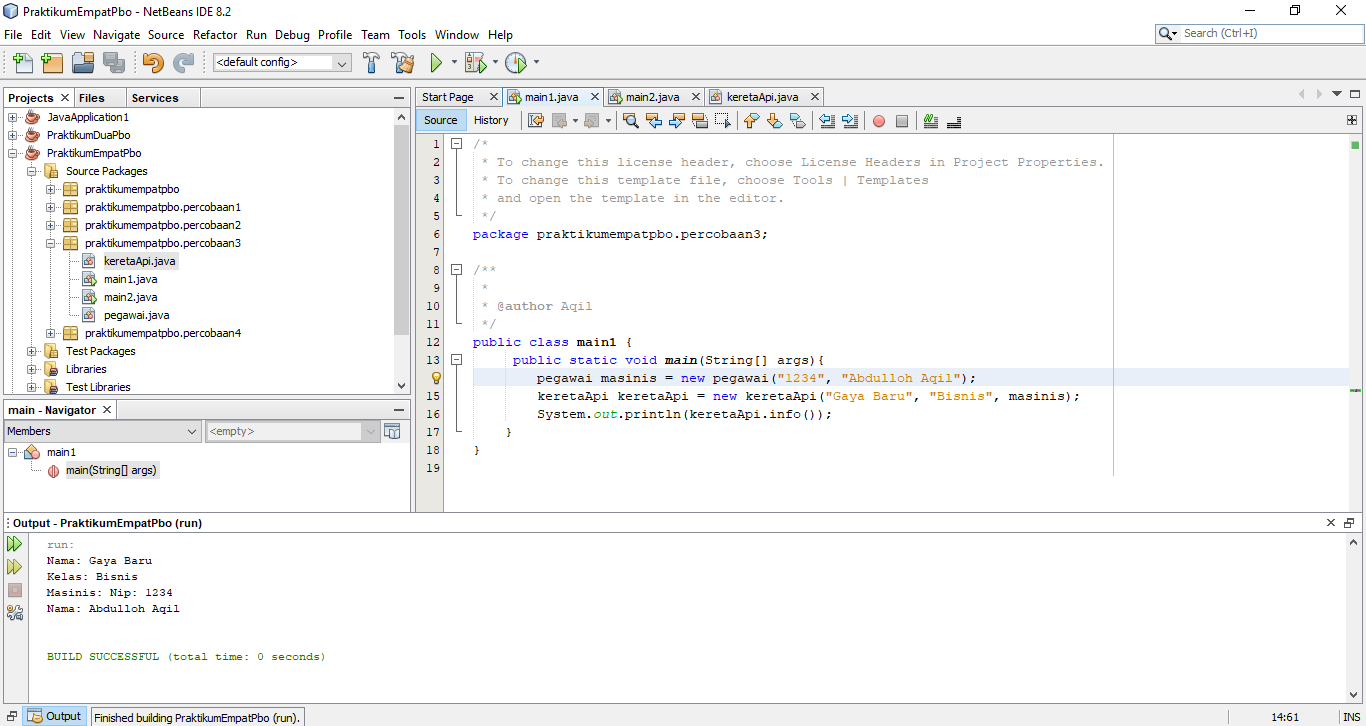 PraktikumEmpatPbo - NetBeans IDE 8.2
File Edit View Navigate Source Refactor Run Debug Profile Team Tools Window Help
Search (Ctrl+I)
<default config>
Projects Files Services
JavaApplication1
PraktikumDuaPbo
PraktikumEmpatPbo
Source Packages
praktikumempatpbo
praktikumempatpbo.percobaan1
praktikumempatpbo.percobaan2
praktikumempatpbo.percobaan3
keretaApi.java
main1.java
main2.java
pegawai.java
praktikumempatpbo.percobaan4
Test Packages
Libraries
Test Libraries
main - Navigator
Members <empty>
main1
main(String[] args)
Start Page main1.java main2.java keretaApi.java
Source History
1 /*
2 * To change this license header, choose License Headers in Project Properties.
3 * To change this template file, choose Tools | Templates
4 * and open the template in the editor.
5 */
6 package praktikumempatpbo.percobaan3;
7
8 /**
9 *
10 * @author Aqil
11 */
12 public class main1 {
13 public static void main(String[] args){
pegawai masinis = new pegawai("1234", "Abdulloh Aqil");
15 keretaApi keretaApi = new keretaApi("Gaya Baru", "Bisnis", masinis);
16 System.out.println(keretaApi.info());
17 }
18 }
19
Output - PraktikumEmpatPbo (run)
run:
Nama: Gaya Baru
Kelas: Bisnis
Masinis: Nip: 1234
Nama: Abdulloh Aqil
BUILD SUCCESSFUL (total time: 0 seconds)
Output Finished building PraktikumEmpatPbo (run). 14:61 INS